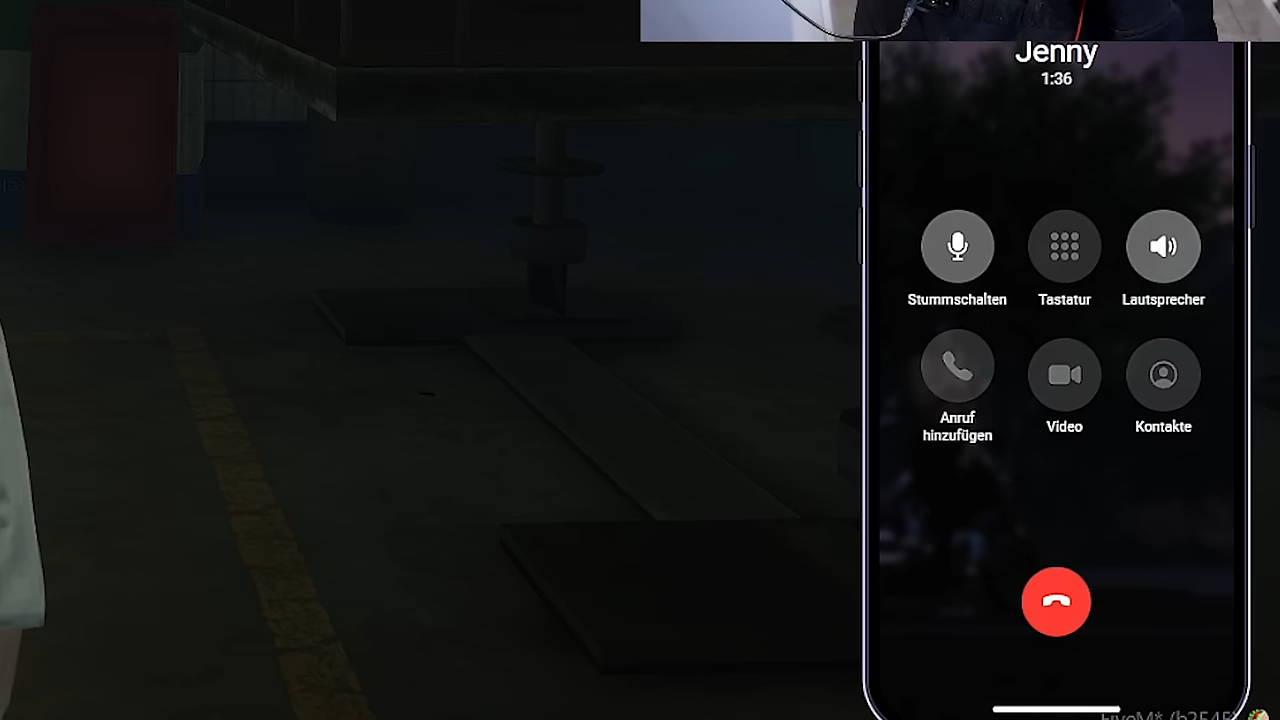 Jenny
1:36
Stummschalten
Tastatur
Lautsprecher
Anruf
hinzufügen
Video
Kontakte